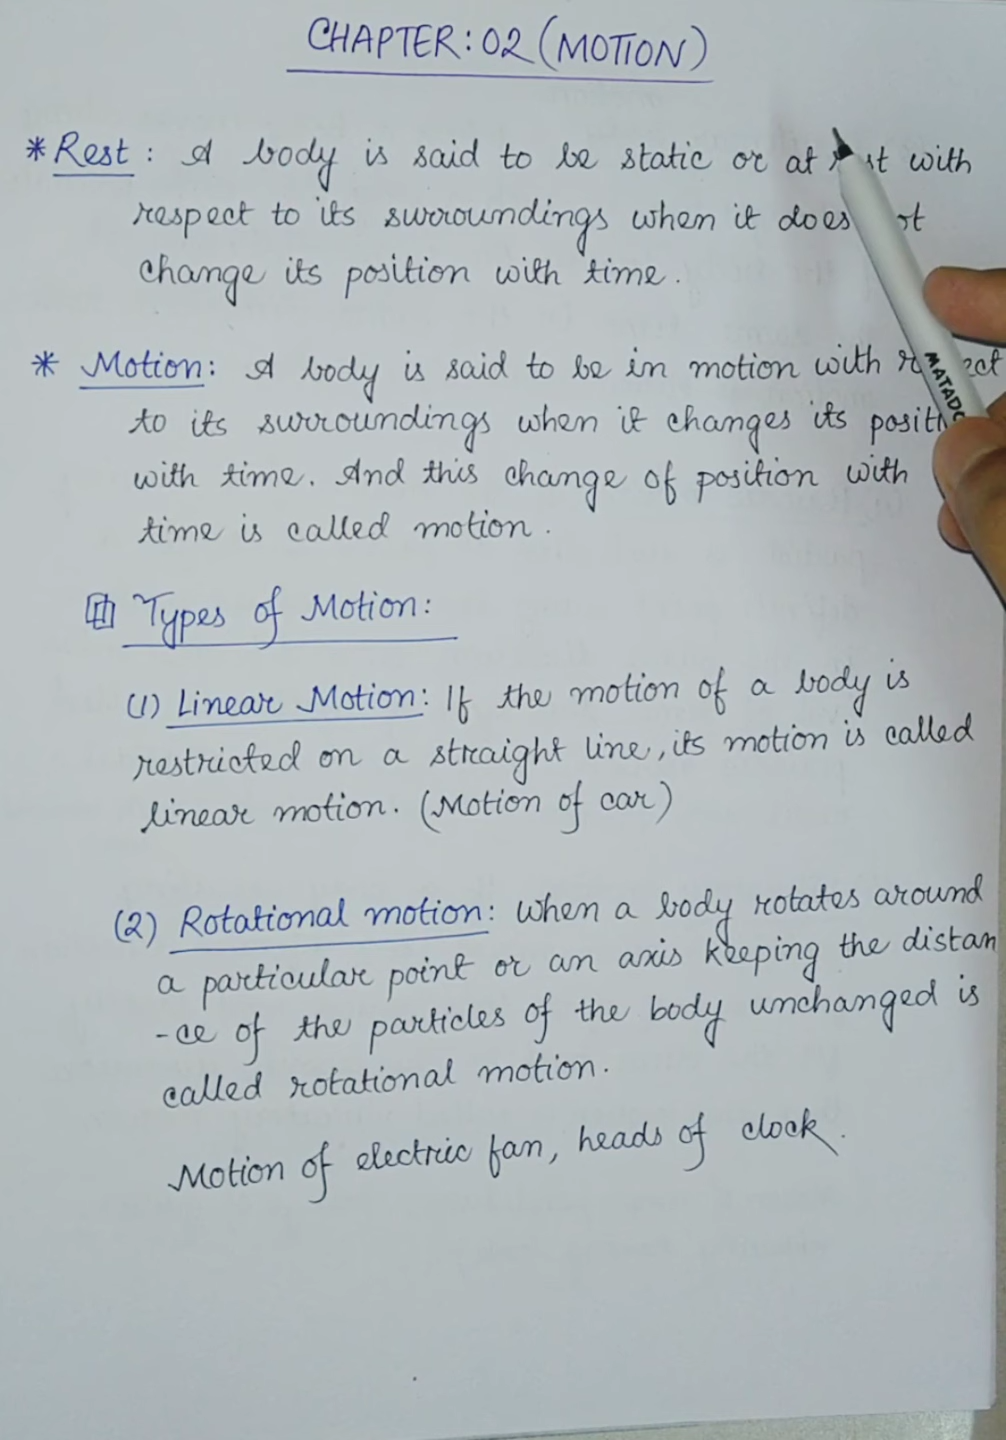 CHAPTER: 02 (MOTION)
* Rest: A body is said to be static or at with
respect to its surroundings when it does
change its position with time.
* Motion: A body is said to be in motion with
to its surroundings when it changes its
with time. And this change of position with
time is called motion.
Types of Motion:
(1) Linear Motion: If the motion of a body is
restricted on a straight line, its motion is called
linear motion. (Motion of car)
(2) Rotational motion: when a body rotates around
a particular point or an axis keeping the distan
-ce of the particles of the body unchanged is
called rotational motion.
Motion of electric fan, heads of clock.
MATADO